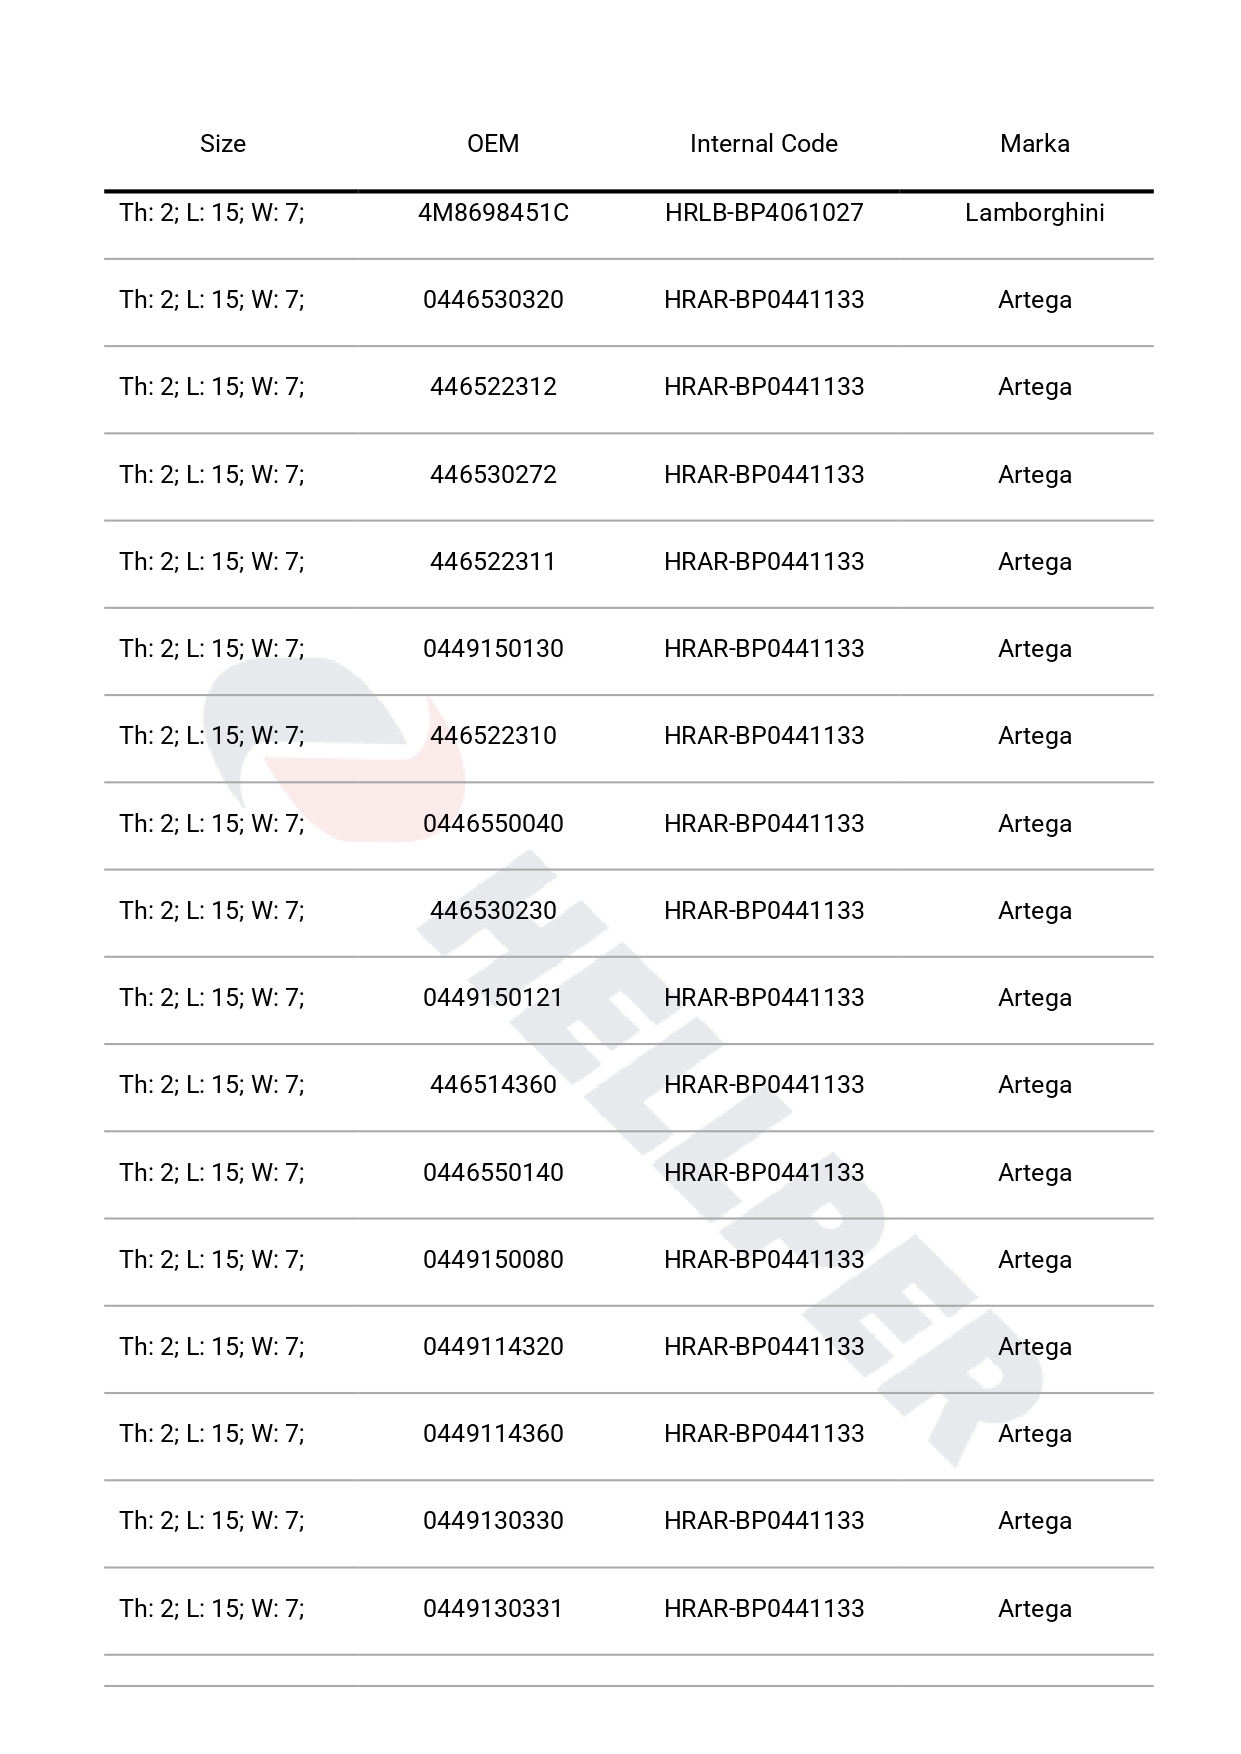 Size OEM Internal Code Marka
Th: 2; L: 15; W: 7; 4M8698451C HRLB-BP4061027 Lamborghini
Th: 2; L: 15; W: 7; 0446530320 HRAR-BP0441133 Artega
Th: 2; L: 15; W: 7; 446522312 HRAR-BP0441133 Artega
Th: 2; L: 15; W: 7; 446530272 HRAR-BP0441133 Artega
Th: 2; L: 15; W: 7; 446522311 HRAR-BP0441133 Artega
Th: 2; L: 15; W: 7; 0449150130 HRAR-BP0441133 Artega
Th: 2; L: 15; W: 7; 446522310 HRAR-BP0441133 Artega
Th: 2; L: 15; W: 7; 0446550040 HRAR-BP0441133 Artega
Th: 2; L: 15; W: 7; 446530230 HRAR-BP0441133 Artega
Th: 2; L: 15; W: 7; 0449150121 HRAR-BP0441133 Artega
Th: 2; L: 15; W: 7; 446514360 HRAR-BP0441133 Artega
Th: 2; L: 15; W: 7; 0446550140 HRAR-BP0441133 Artega
Th: 2; L: 15; W: 7; 0449150080 HRAR-BP0441133 Artega
Th: 2; L: 15; W: 7; 0449114320 HRAR-BP0441133 Artega
Th: 2; L: 15; W: 7; 0449114360 HRAR-BP0441133 Artega
Th: 2; L: 15; W: 7; 0449130330 HRAR-BP0441133 Artega
Th: 2; L: 15; W: 7; 0449130331 HRAR-BP0441133 Artega
HELLPER